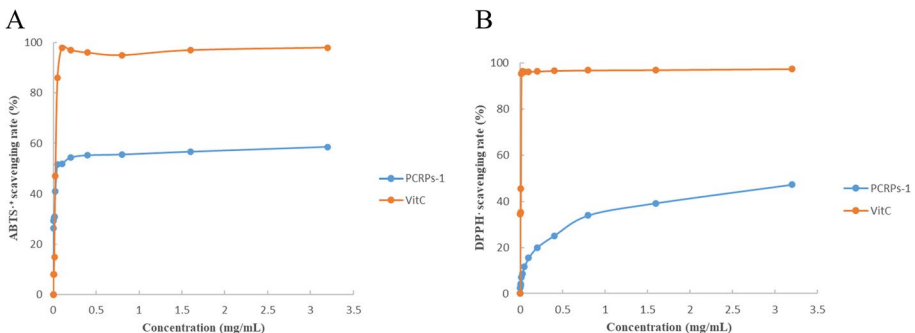 A
B
100
80
60
40
20
0
ABTS·⁺ scavenging rate (%)
0 0.5 1 1.5 2 2.5 3 3.5
Concentration (mg/mL)
PCRPs-1
VitC
100
80
60
40
20
0
DPPH· scavenging rate (%)
0 0.5 1 1.5 2 2.5 3 3.5
Concentration (mg/mL)
PCRPs-1
VitC